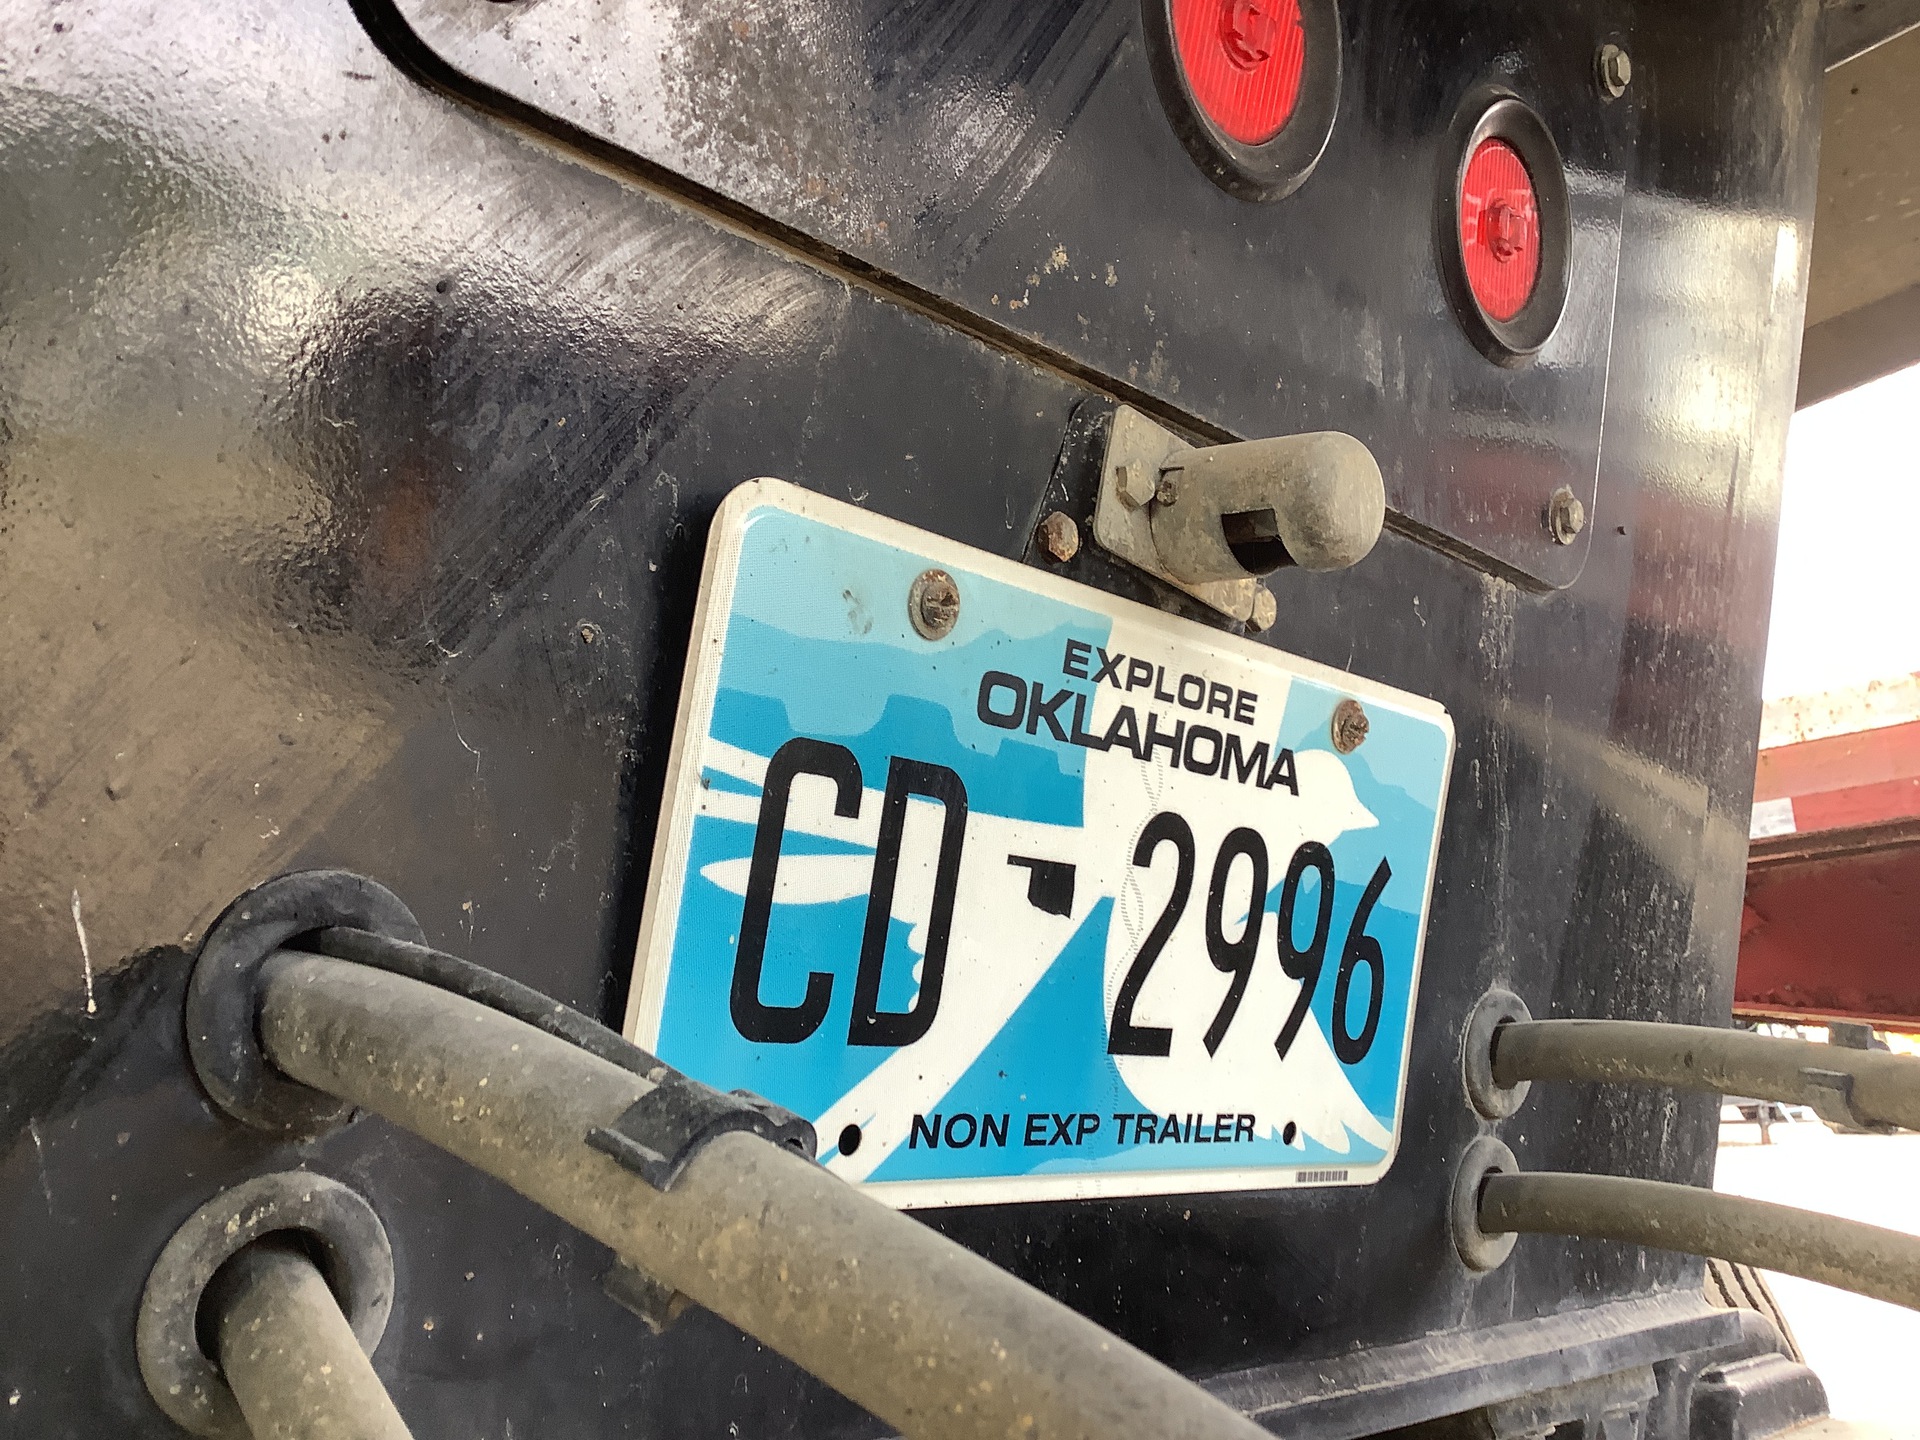 EXPLORE
OKLAHOMA
CD 2996
NON EXP TRAILER